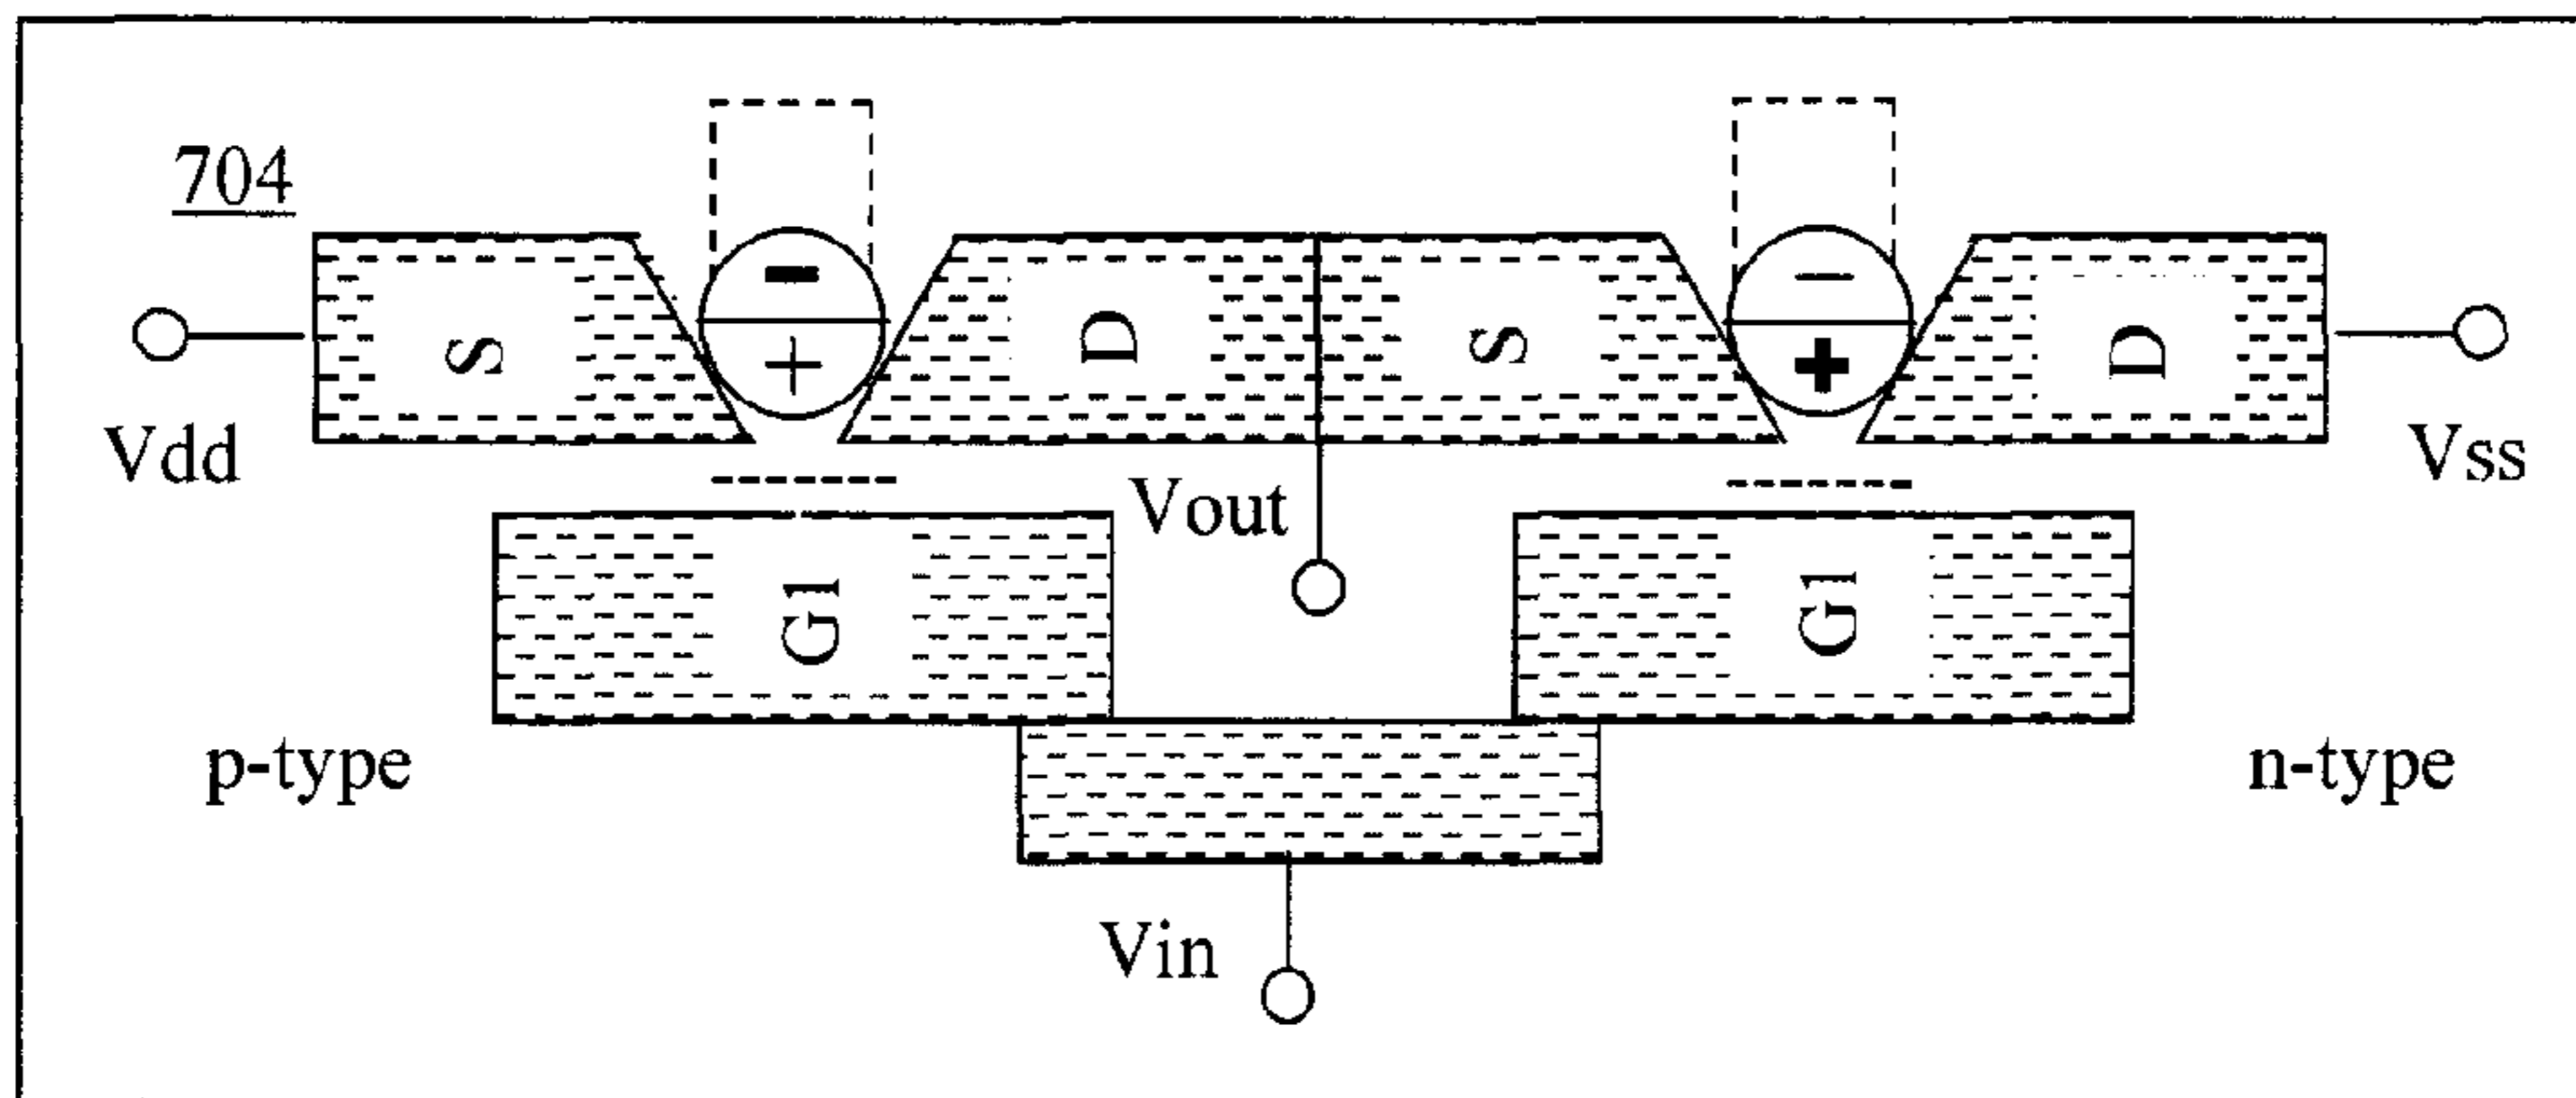 704
- -
S + D S + D
Vdd Vout Vss
G1 G1
p-type n-type
Vin